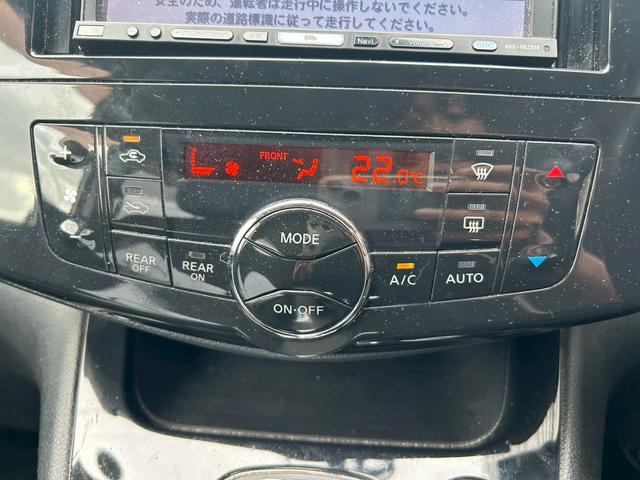 安全のため、運転者は走行中に操作しないでください。
実際の道路標識に従って走行してください。
AV
Navi
Volume
FRONT
22.0℃
MODE
REAR OFF
REAR ON
ON·OFF
A/C
AUTO